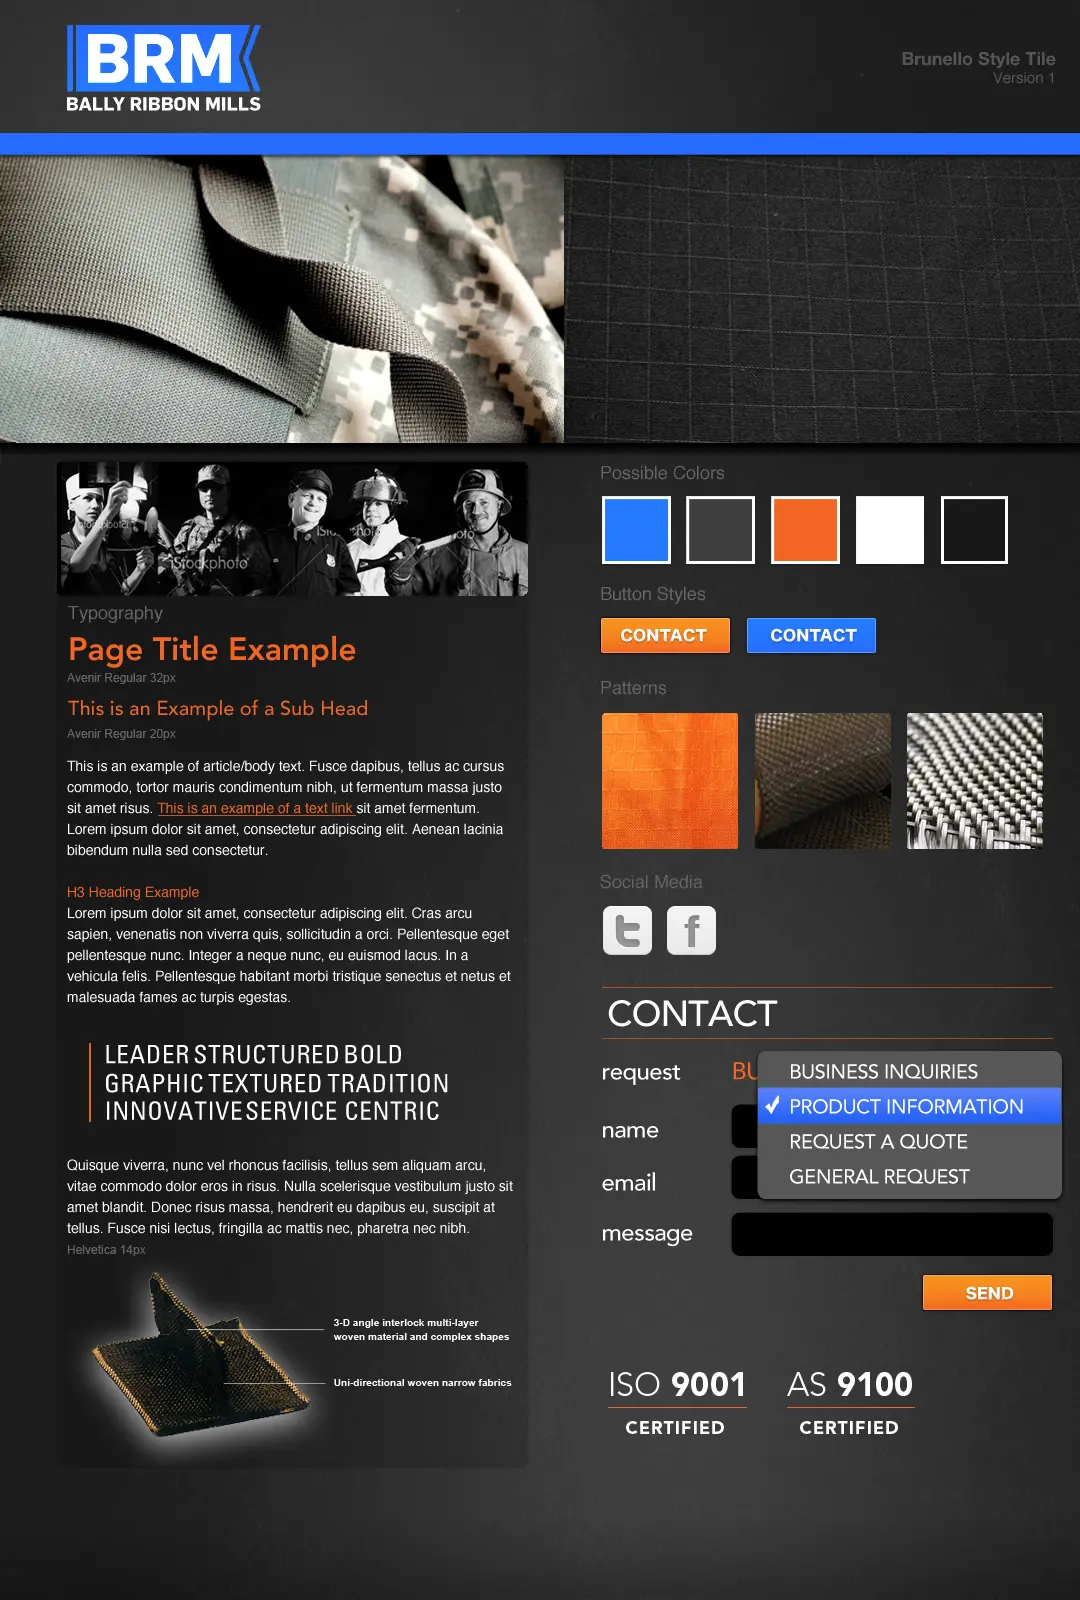 BRM
BALLY RIBBON MILLS
Brunello Style Tile
Version 1
iStockphoto
Typography
Page Title Example
Avenir Regular 32px
This is an Example of a Sub Head
Avenir Regular 20px
This is an example of article/body text. Fusce dapibus, tellus ac cursus
commodo, tortor mauris condimentum nibh, ut fermentum massa justo
sit amet risus. This is an example of a text link sit amet fermentum.
Lorem ipsum dolor sit amet, consectetur adipiscing elit. Aenean lacinia
bibendum nulla sed consectetur.
H3 Heading Example
Lorem ipsum dolor sit amet, consectetur adipiscing elit. Cras arcu
sapien, venenatis non viverra quis, sollicitudin a orci. Pellentesque eget
pellentesque nunc. Integer a neque nunc, eu euismod lacus. In a
vehicula felis. Pellentesque habitant morbi tristique senectus et netus et
malesuada fames ac turpis egestas.
LEADER STRUCTURED BOLD
GRAPHIC TEXTURED TRADITION
INNOVATIVE SERVICE CENTRIC
Quisque viverra, nunc vel rhoncus facilisis, tellus sem aliquam arcu,
vitae commodo dolor eros in risus. Nulla scelerisque vestibulum justo sit
amet blandit. Donec risus massa, hendrerit eu dapibus eu, suscipit at
tellus. Fusce nisi lectus, fringilla ac mattis nec, pharetra nec nibh.
Helvetica 14px
3-D angle interlock multi-layer
woven material and complex shapes
Uni-directional woven narrow fabrics
Possible Colors
Button Styles
CONTACT CONTACT
Patterns
Social Media
t f
CONTACT
request BU
BUSINESS INQUIRIES
PRODUCT INFORMATION
REQUEST A QUOTE
GENERAL REQUEST
name
email
message
SEND
ISO 9001 AS 9100
CERTIFIED CERTIFIED